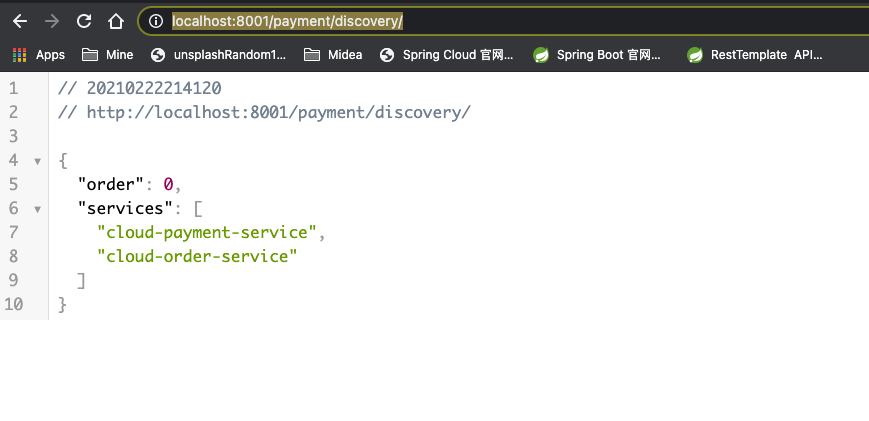 localhost:8001/payment/discovery/
Apps Mine unsplashRandom1... Midea Spring Cloud 官网... Spring Boot 官网... RestTemplate API...
1 // 20210222214120
2 // http://localhost:8001/payment/discovery/
3
4 {
5 "order": 0,
6 "services": [
7 "cloud-payment-service",
8 "cloud-order-service"
9 ]
10 }